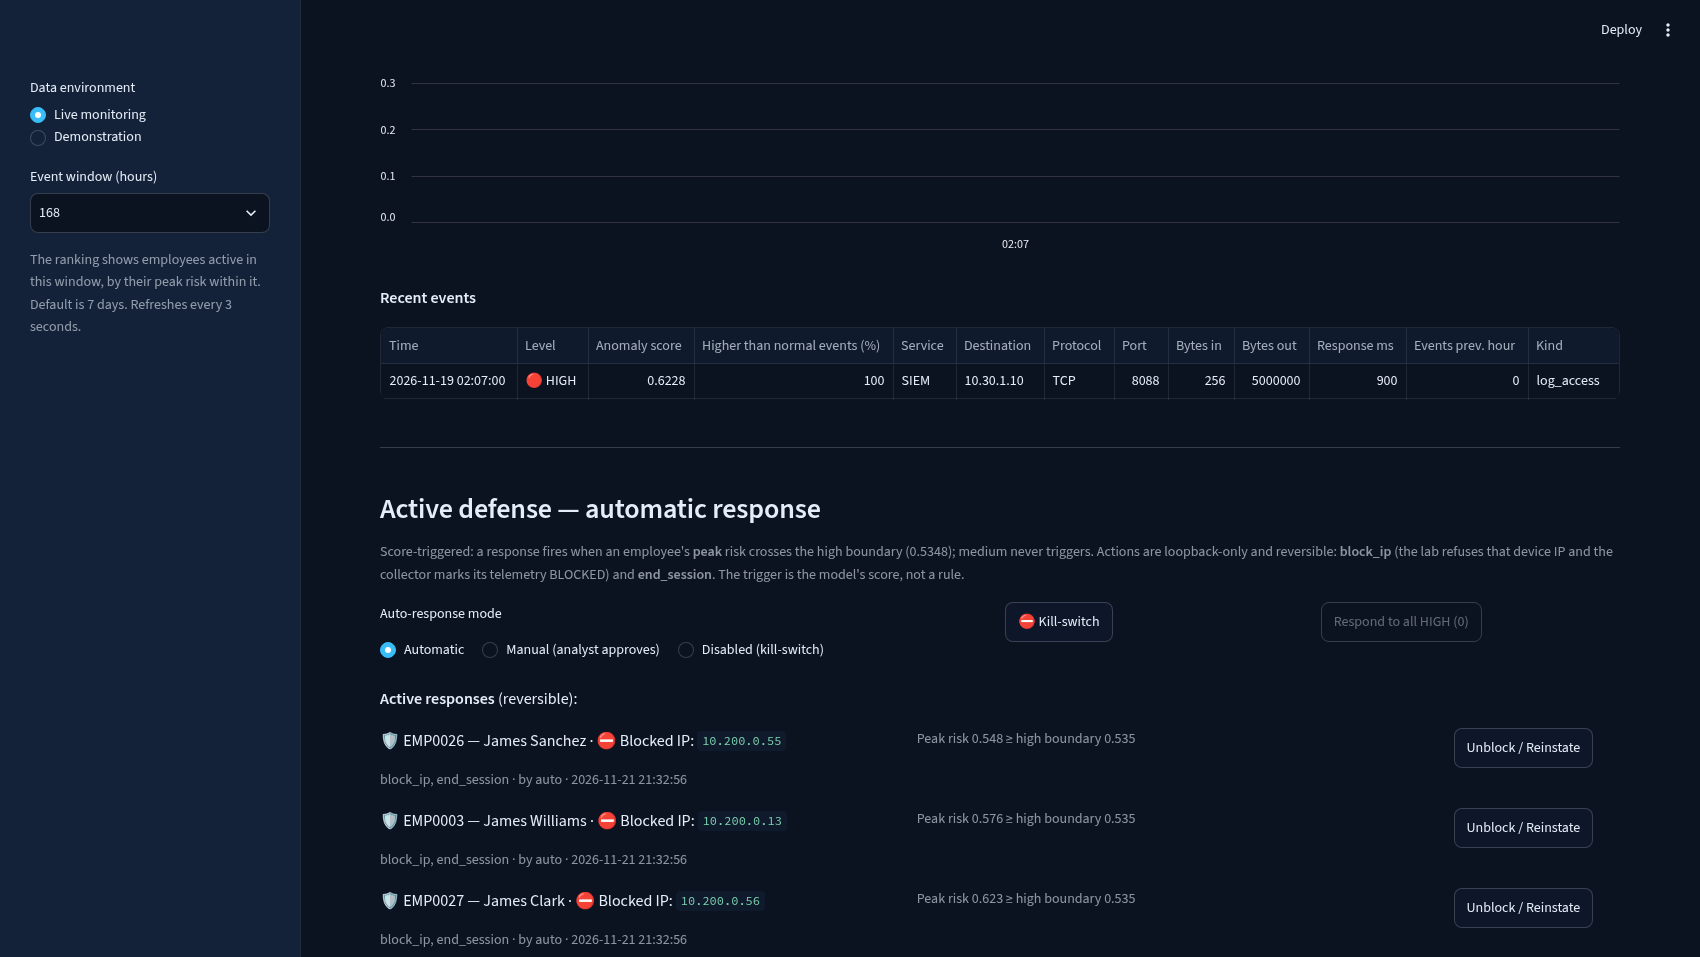 Deploy
Data environment
Live monitoring
Demonstration
Event window (hours)
168
The ranking shows employees active in
this window, by their peak risk within it.
Default is 7 days. Refreshes every 3
seconds.
0.3
0.2
0.1
0.0
02:07
Recent events
Time Level Anomaly score Higher than normal events (%) Service Destination Protocol Port Bytes in Bytes out Response ms Events prev. hour Kind
2026-11-19 02:07:00 🔴 HIGH 0.6228 100 SIEM 10.30.1.10 TCP 8088 256 5000000 900 0 log_access
Active defense — automatic response
Score-triggered: a response fires when an employee's peak risk crosses the high boundary (0.5348); medium never triggers. Actions are loopback-only and reversible: block_ip (the lab refuses that device IP and the
collector marks its telemetry BLOCKED) and end_session. The trigger is the model's score, not a rule.
Auto-response mode
Automatic Manual (analyst approves) Disabled (kill-switch)
⛔ Kill-switch
Respond to all HIGH (0)
Active responses (reversible):
🛡️ EMP0026 — James Sanchez · ⛔ Blocked IP: 10.200.0.55
Peak risk 0.548 ≥ high boundary 0.535
Unblock / Reinstate
block_ip, end_session · by auto · 2026-11-21 21:32:56
🛡️ EMP0003 — James Williams · ⛔ Blocked IP: 10.200.0.13
Peak risk 0.576 ≥ high boundary 0.535
Unblock / Reinstate
block_ip, end_session · by auto · 2026-11-21 21:32:56
🛡️ EMP0027 — James Clark · ⛔ Blocked IP: 10.200.0.56
Peak risk 0.623 ≥ high boundary 0.535
Unblock / Reinstate
block_ip, end_session · by auto · 2026-11-21 21:32:56